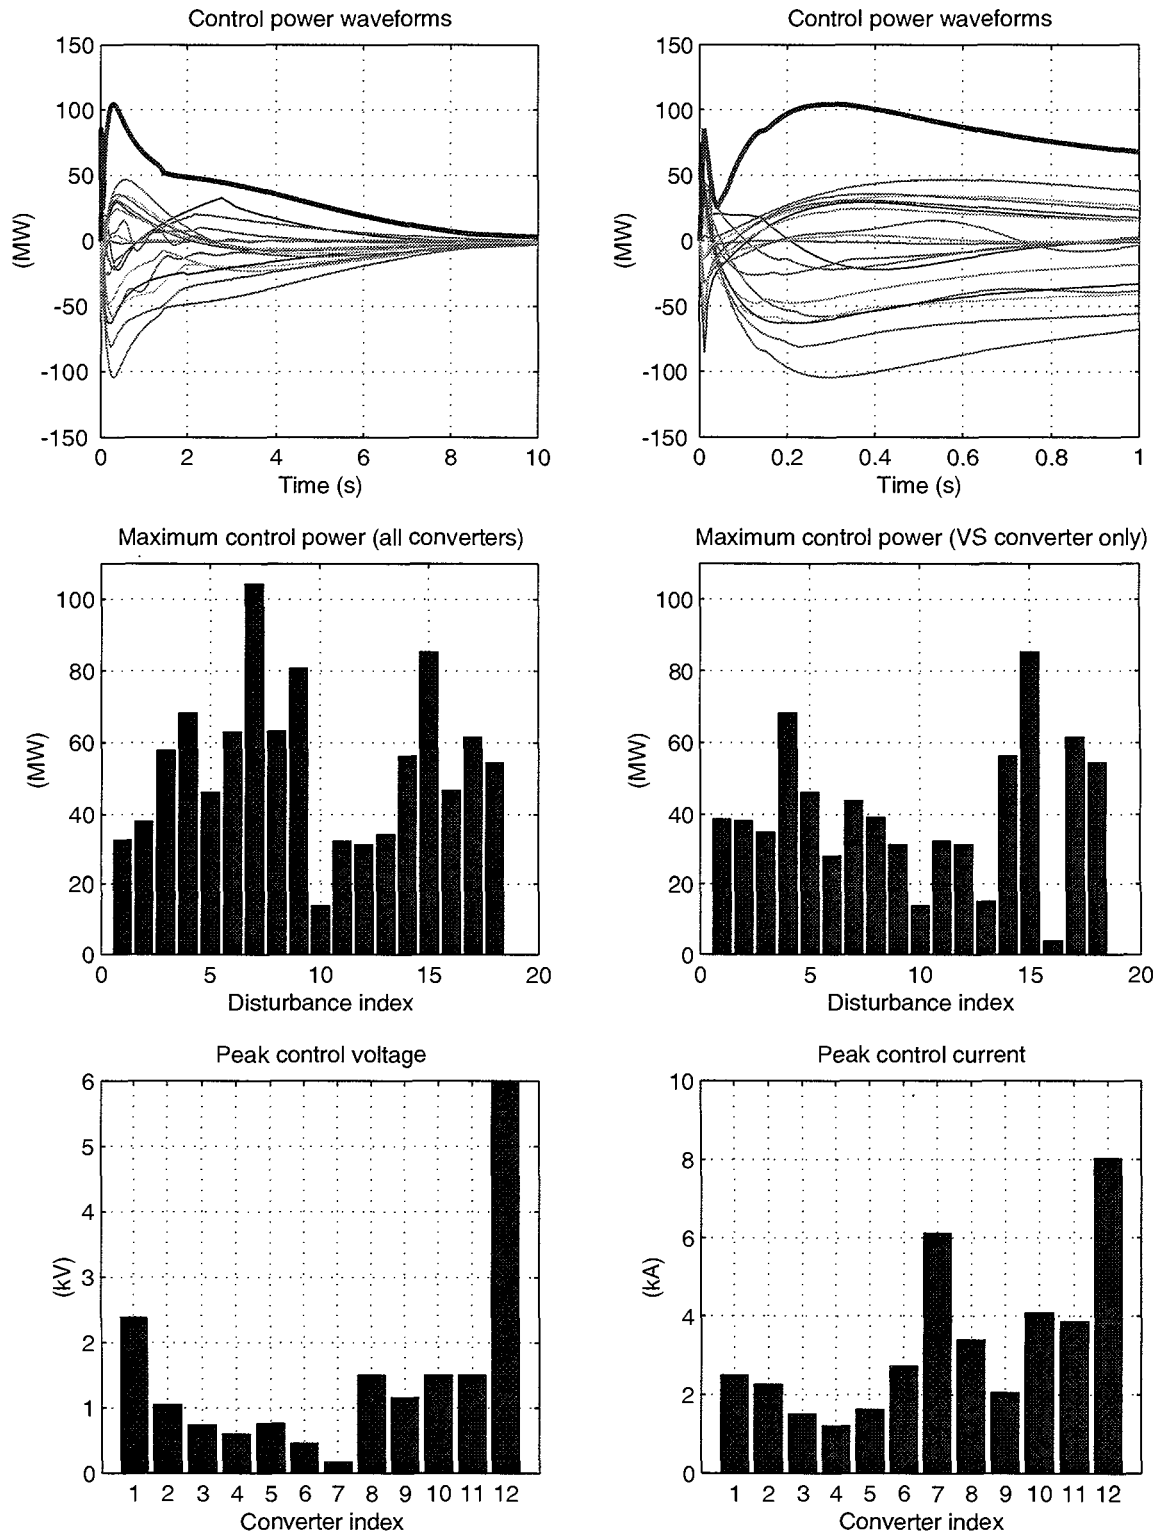 Control power waveforms
150
100
50
0
-50
-100
-150
(MW)
0 2 4 6 8 10
Time (s)
Control power waveforms
150
100
50
0
-50
-100
-150
(MW)
0 0.2 0.4 0.6 0.8 1
Time (s)
Maximum control power (all converters)
100
80
60
40
20
0
(MW)
0 5 10 15 20
Disturbance index
Maximum control power (VS converter only)
100
80
60
40
20
0
(MW)
0 5 10 15 20
Disturbance index
Peak control voltage
6
5
4
3
2
1
0
(kV)
1 2 3 4 5 6 7 8 9 10 11 12
Converter index
Peak control current
10
8
6
4
2
0
(kA)
1 2 3 4 5 6 7 8 9 10 11 12
Converter index